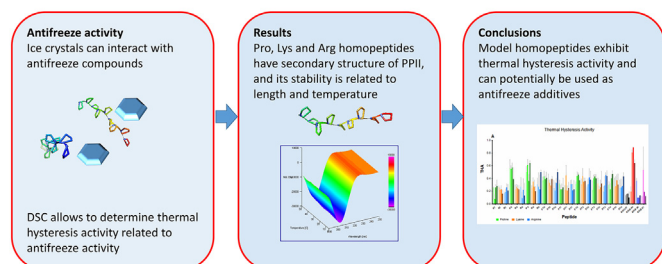 Antifreeze activity
Ice crystals can interact with
antifreeze compounds
DSC allows to determine thermal
hysteresis activity related to
antifreeze activity
Results
Pro, Lys and Arg homopeptides
have secondary structure of PPII,
and its stability is related to
length and temperature
Conclusions
Model homopeptides exhibit
thermal hysteresis activity and
can potentially be used as
antifreeze additives
Thermal Hysteresis Activity
A
THA
Peptide